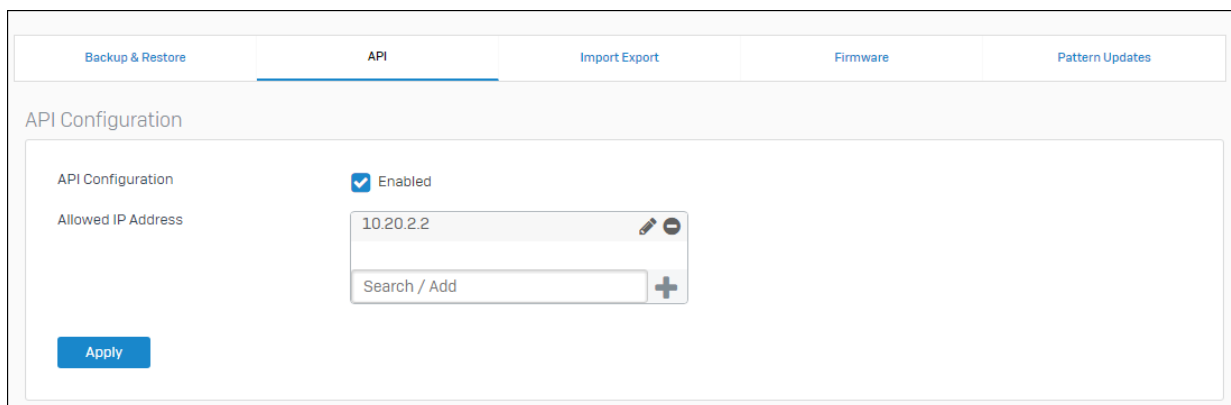 Backup & Restore API Import Export Firmware Pattern Updates
API Configuration
API Configuration Enabled
Allowed IP Address 10.20.2.2
Search / Add
Apply